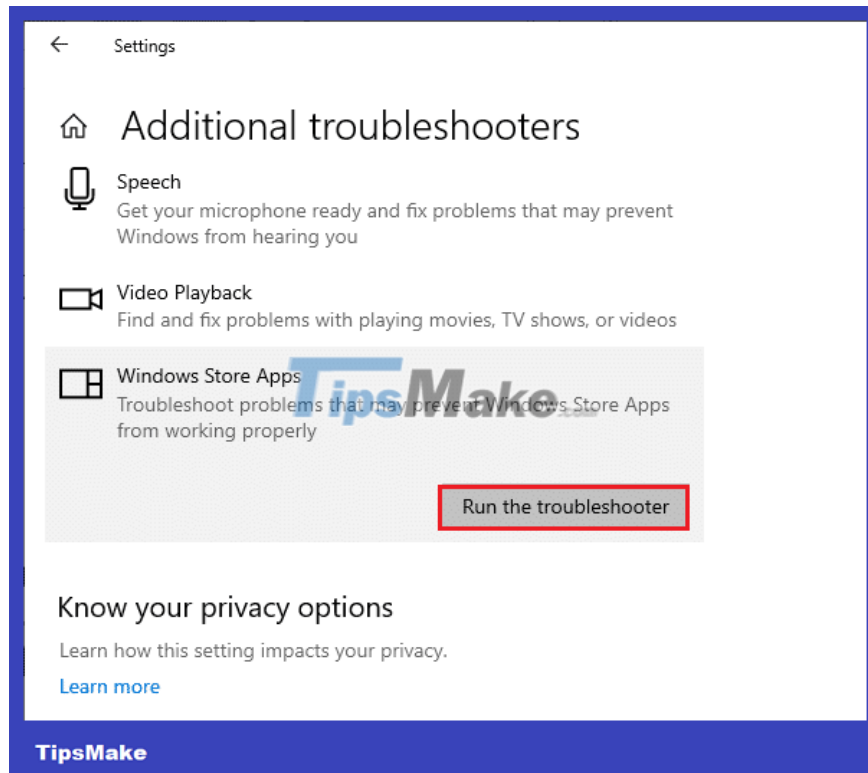 Settings
Additional troubleshooters
Speech
Get your microphone ready and fix problems that may prevent
Windows from hearing you
Video Playback
Find and fix problems with playing movies, TV shows, or videos
Windows Store Apps
Troubleshoot problems that may prevent Windows Store Apps
from working properly
TipsMake.com
Run the troubleshooter
Know your privacy options
Learn how this setting impacts your privacy.
Learn more
TipsMake